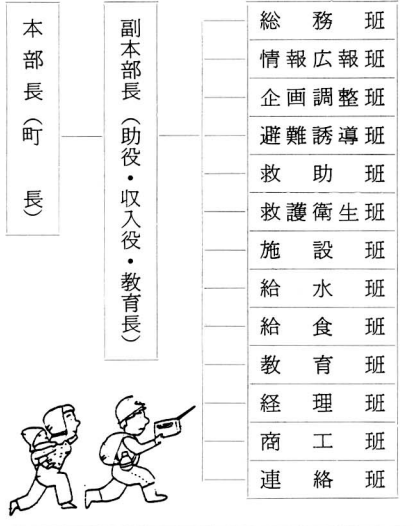 本部長(町長)
副本部長(助役・収入役・教育長)
総務班
情報広報班
企画調整班
避難誘導班
救助班
救護衛生班
施設班
給水班
給食班
教育班
経理班
商工班
連絡班